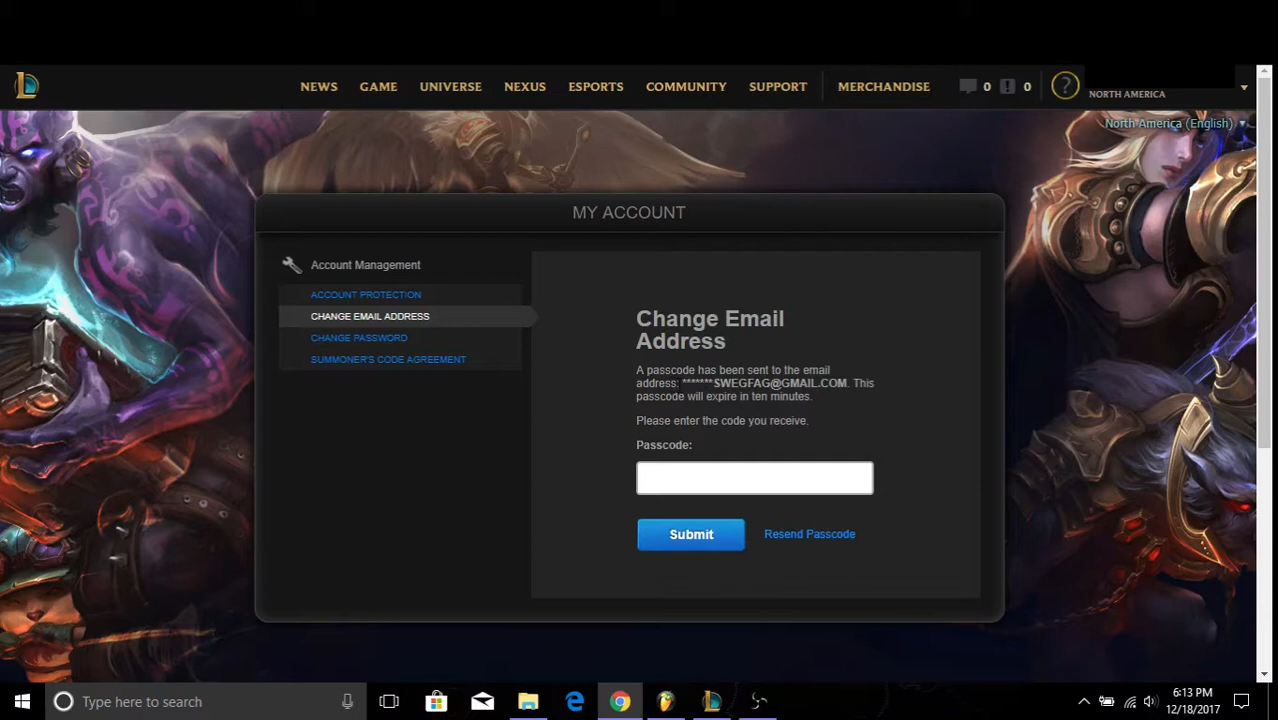 NEWS GAME UNIVERSE NEXUS ESPORTS COMMUNITY SUPPORT MERCHANDISE 0 0 ?
NORTH AMERICA
North America (English)
MY ACCOUNT
Account Management
ACCOUNT PROTECTION
CHANGE EMAIL ADDRESS
CHANGE PASSWORD
SUMMONER'S CODE AGREEMENT
Change Email
Address
A passcode has been sent to the email
address: *******SWEGFAG@GMAIL.COM. This
passcode will expire in ten minutes.
Please enter the code you receive.
Passcode:
Submit Resend Passcode
Type here to search
6:13 PM
12/18/2017